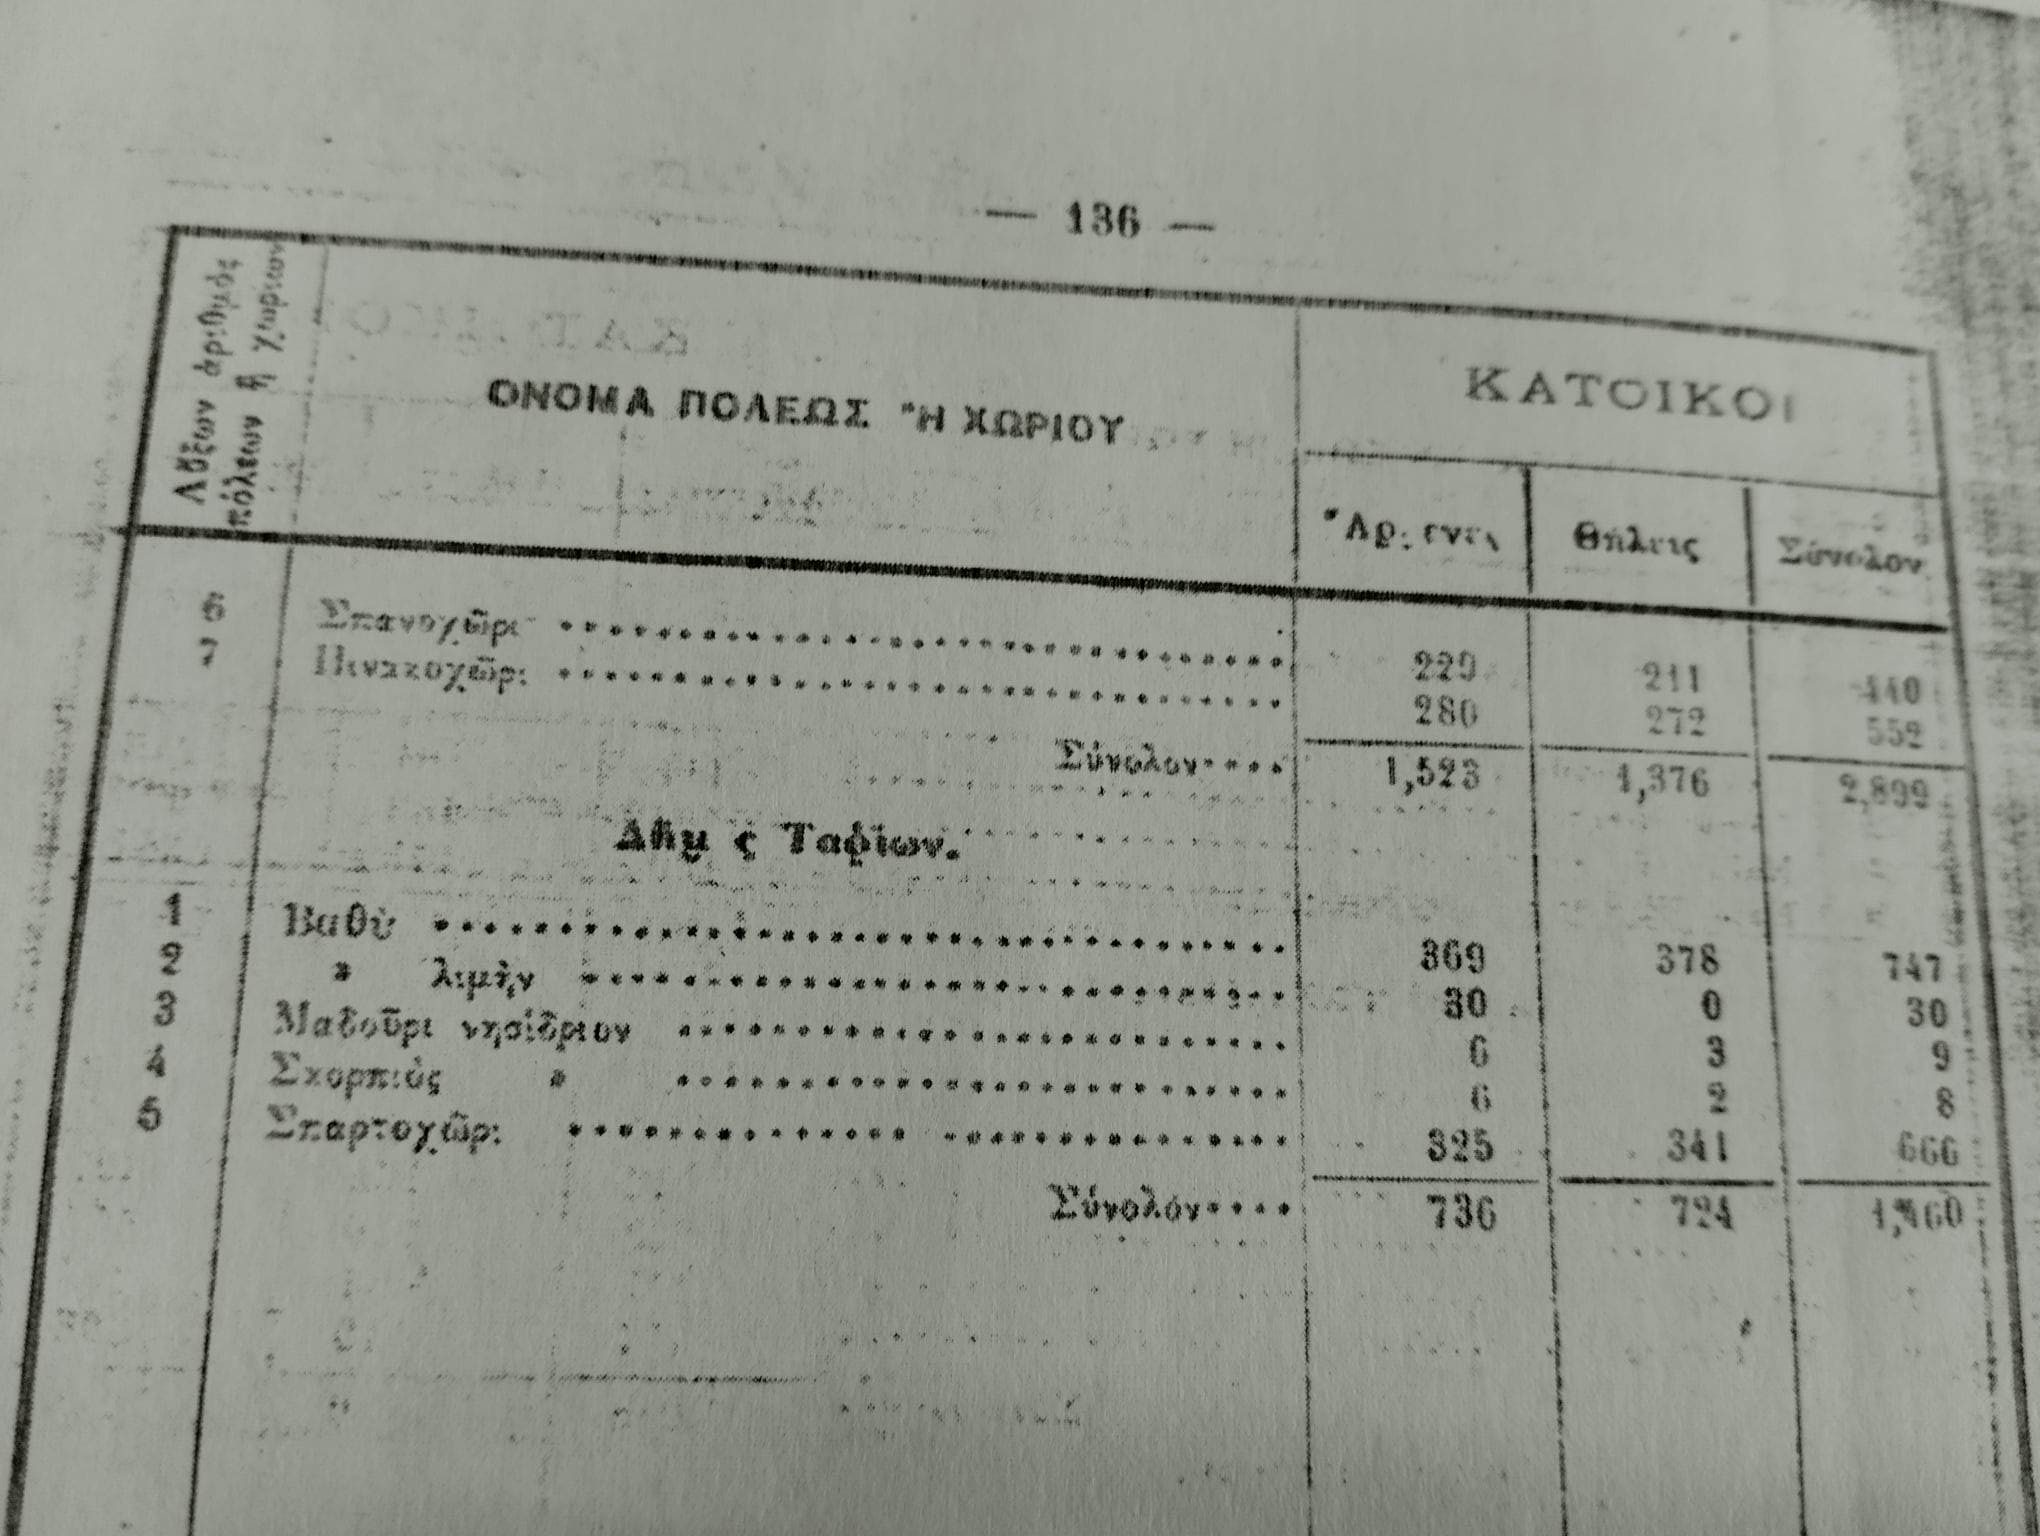 — 136 —
Αὔξων ἀριθμὸς
πόλεων ἢ χωρίων
ΟΝΟΜΑ ΠΟΛΕΩΣ Ἢ ΧΩΡΙΟΥ
ΚΑΤΟΙΚΟΙ
Ἄῤῥενες Θήλεις Σύνολον
6 Σπανοχῶρι 229 211 440
7 Πινακοχῶρι 280 272 552
Σύνολον 1,523 1,376 2,899
Δῆμος Ταφίων.
1 Βαθὺ 369 378 747
2 » λιμὴν 30 0 30
3 Μαδοῦρι νησίδριον 6 3 9
4 Σκορπιὸς » 6 2 8
5 Σπαρτοχῶρι 325 341 666
Σύνολον 736 724 1,460